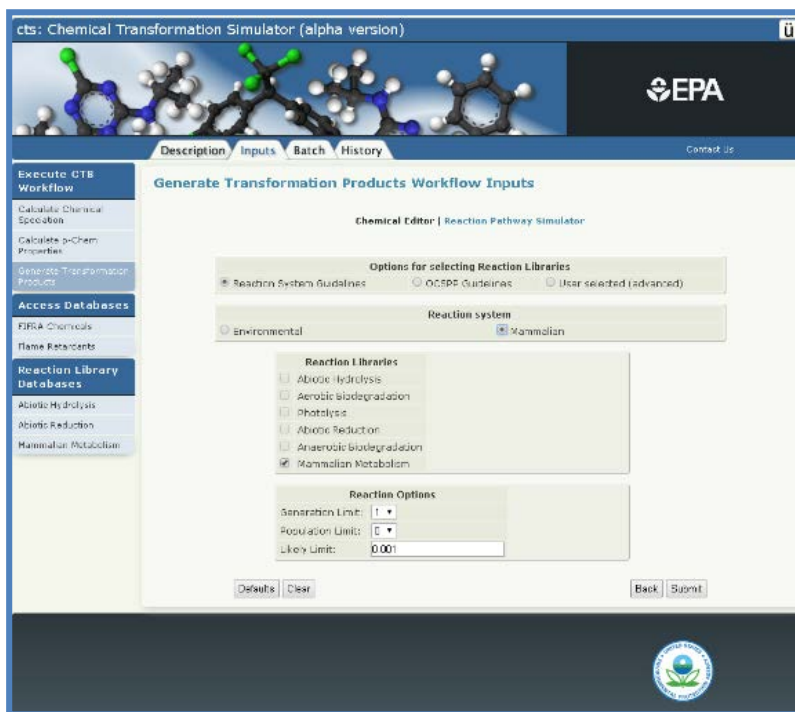 cts: Chemical Transformation Simulator (alpha version)
ü
EPA
Description Inputs Batch History
Contact Us
Execute CTS Workflow
Calculate Chemical Speciation
Calculate p-Chem Properties
Generate Transformation Products
Access Databases
FIFRA Chemicals
Flame Retardants
Reaction Library Databases
Abiotic Hydrolysis
Abiotic Reduction
Mammalian Metabolism
Generate Transformation Products Workflow Inputs
Chemical Editor | Reaction Pathway Simulator
Options for selecting Reaction Libraries
Reaction System Guidelines OCSPP Guidelines User selected (advanced)
Reaction system
Environmental Mammalian
Reaction Libraries
Abiotic Hydrolysis
Aerobic Biodegradation
Photolysis
Abiotic Reduction
Anaerobic Biodegradation
Mammalian Metabolism
Reaction Options
Generation Limit: 1
Population Limit: 0
Likely Limit: 0.001
Defaults Clear Back Submit